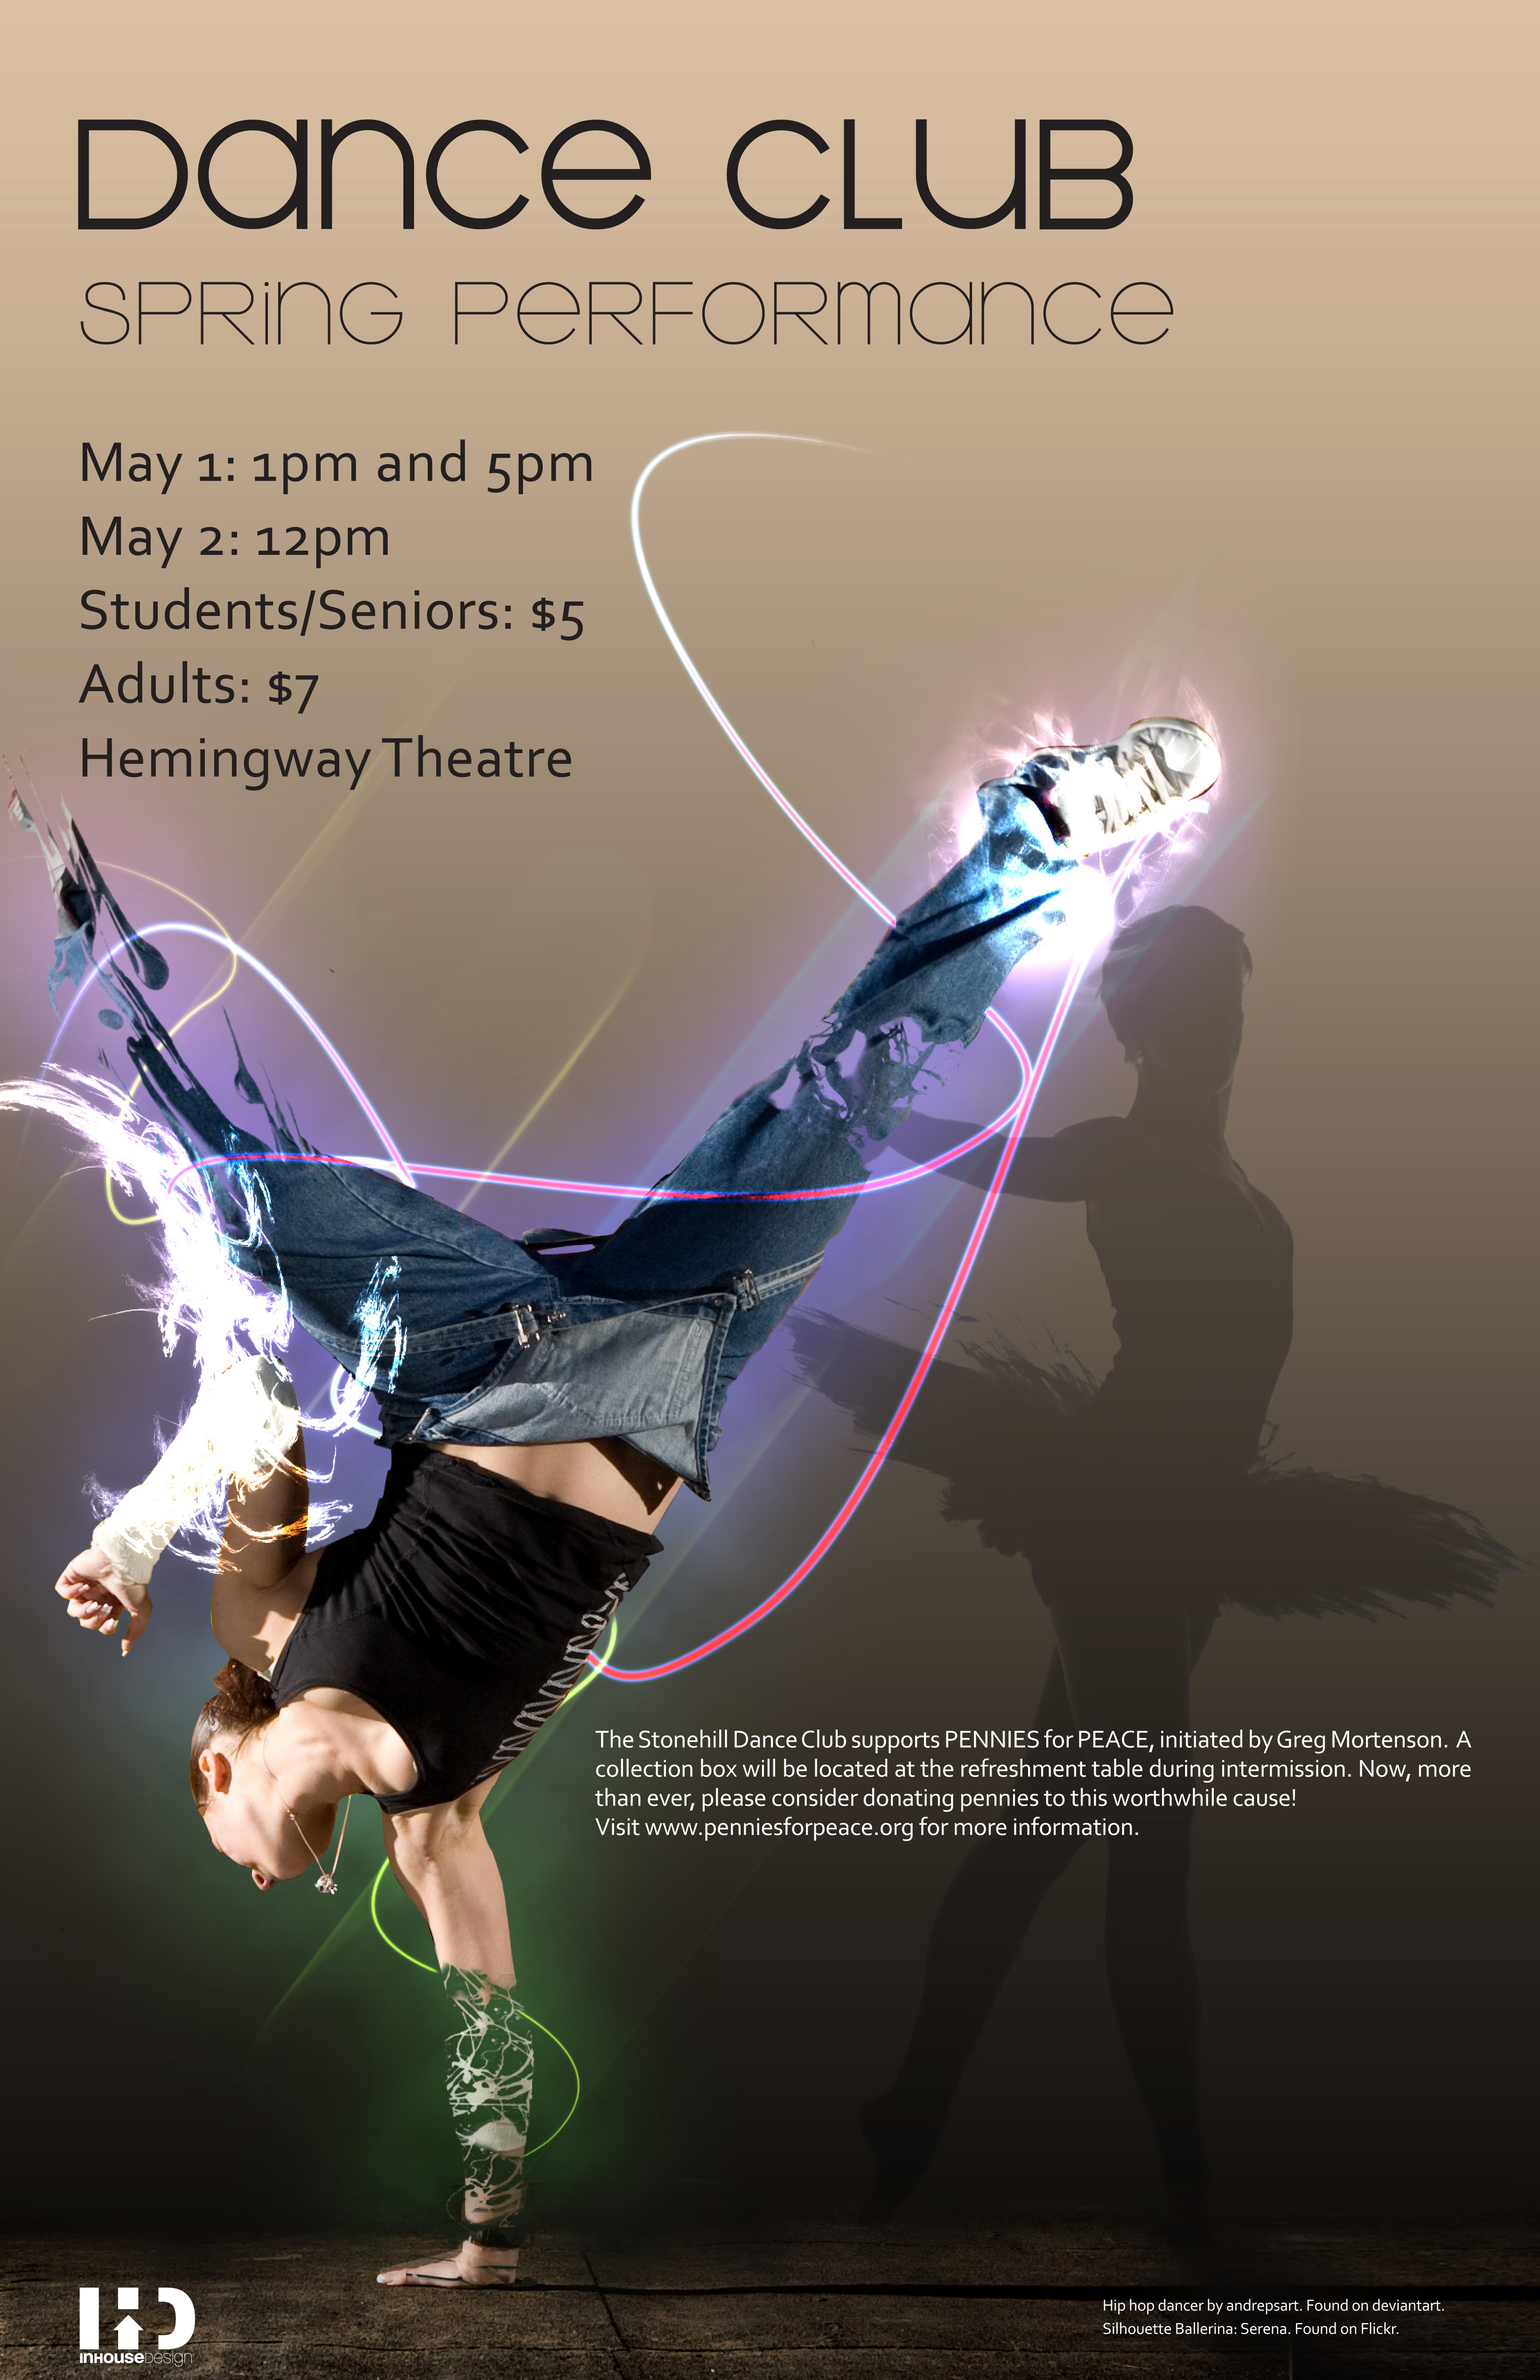 Dance Club
Spring Performance
May 1: 1pm and 5pm
May 2: 12pm
Students/Seniors: $5
Adults: $7
Hemingway Theatre
The Stonehill Dance Club supports PENNIES for PEACE, initiated by Greg Mortenson. A
collection box will be located at the refreshment table during intermission. Now, more
than ever, please consider donating pennies to this worthwhile cause!
Visit www.penniesforpeace.org for more information.
IHD
INHOUSEDESIGN
Hip hop dancer by andrepsart. Found on deviantart.
Silhouette Ballerina: Serena. Found on Flickr.